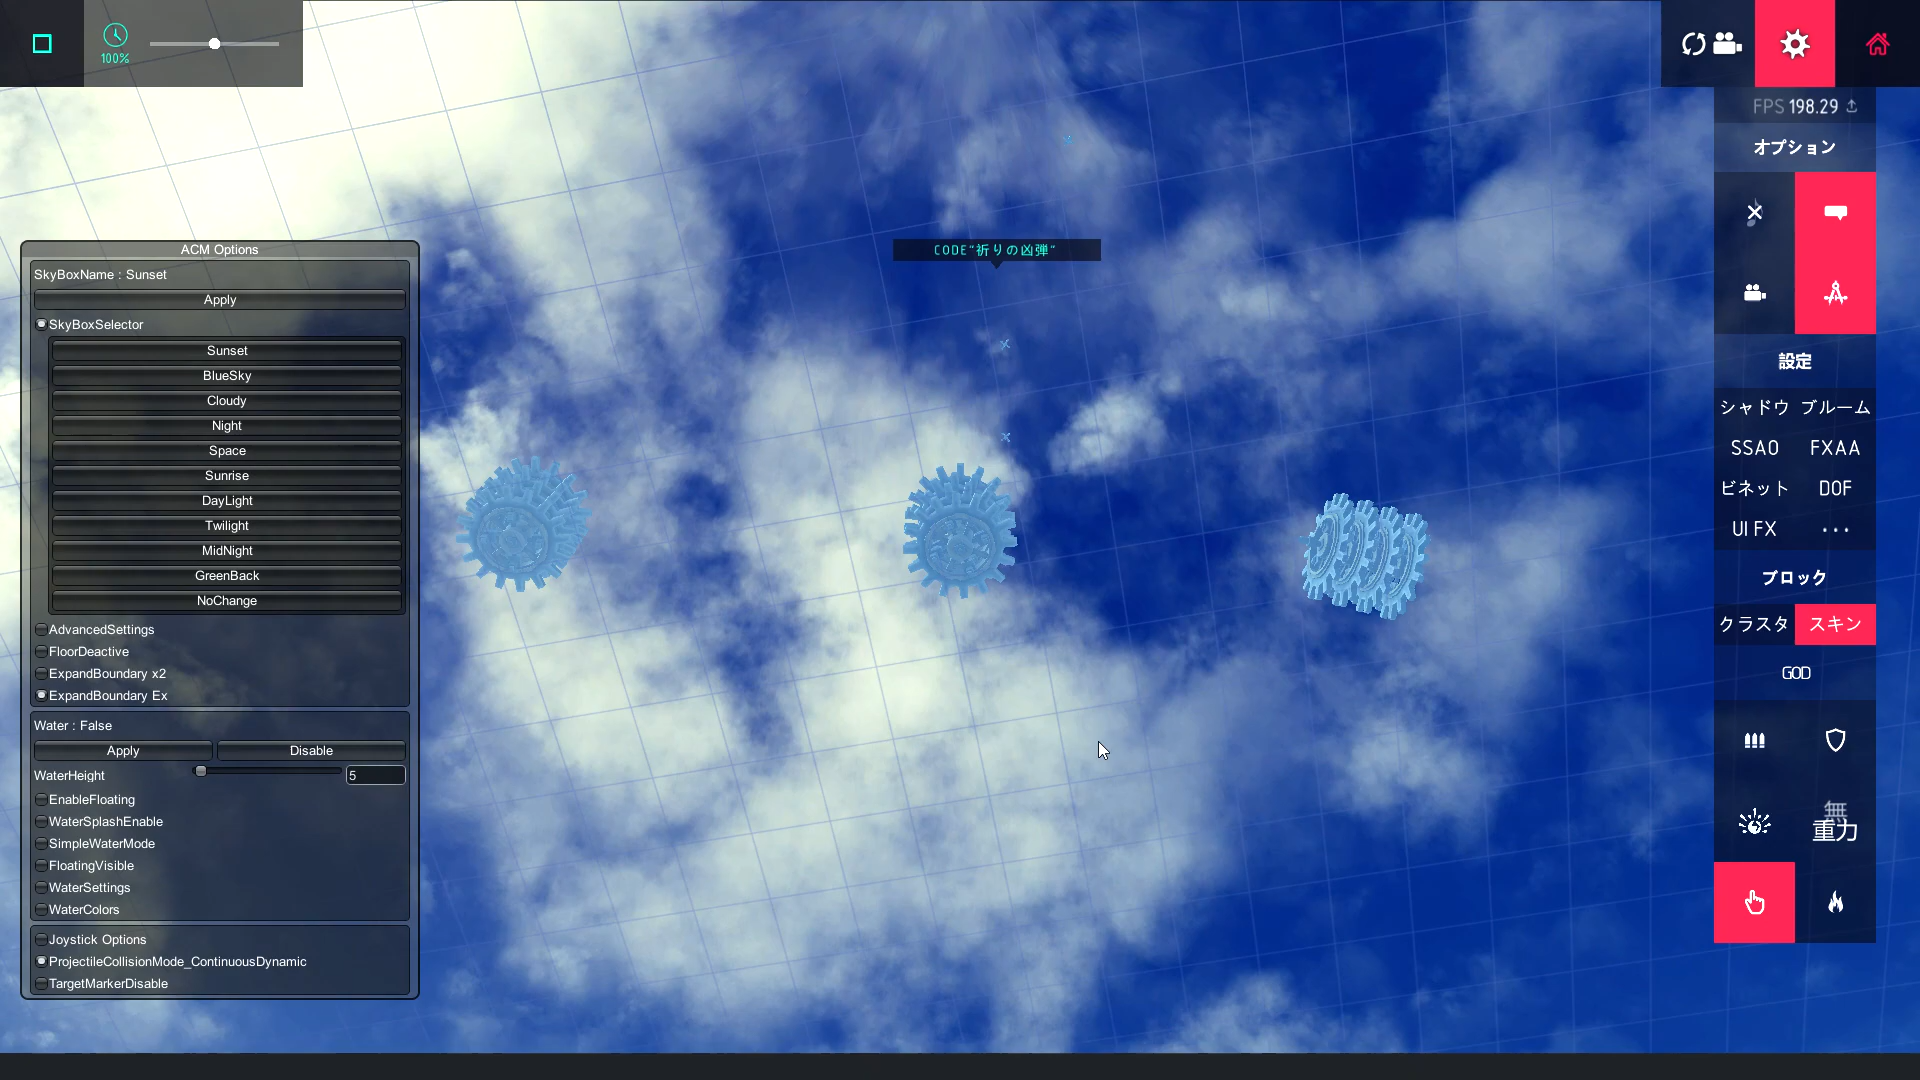 100%
FPS 198.29
オプション
CODE"祈りの凶弾"
ACM Options
SkyBoxName : Sunset
Apply
SkyBoxSelector
Sunset
BlueSky
Cloudy
Night
Space
Sunrise
DayLight
Twilight
MidNight
GreenBack
NoChange
AdvancedSettings
FloorDeactive
ExpandBoundary x2
ExpandBoundary Ex
Water : False
Apply Disable
WaterHeight 5
EnableFloating
WaterSplashEnable
SimpleWaterMode
FloatingVisible
WaterSettings
WaterColors
Joystick Options
ProjectileCollisionMode_ContinuousDynamic
TargetMarkerDisable
設定
シャドウ ブルーム
SSAO FXAA
ビネット DOF
UI FX ...
ブロック
クラスタ スキン
GOD
無
重力